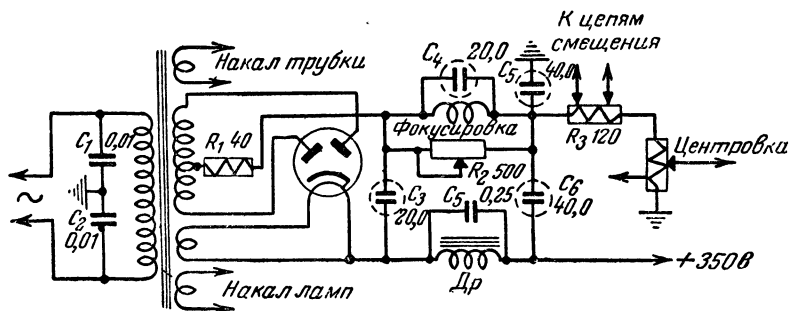 К цепям
смещения
C4 20,0
C5 40,0
Накал трубки
R1 40
C1 0,01
Фокусировка
R3 120
Центровка
R2 500
C2
0,01
C3
20,0
C5 0,25
C6
40,0
~
+350в
Др
Накал ламп